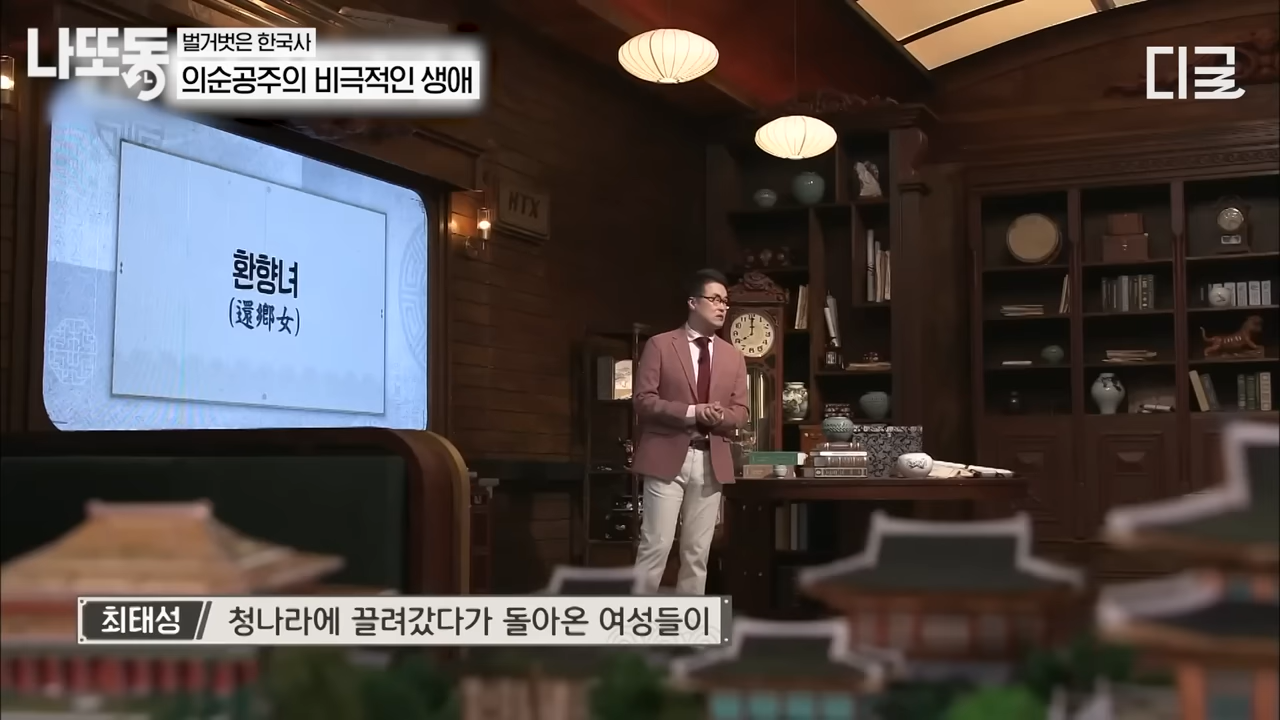 나또동
벌거벗은 한국사
의순공주의 비극적인 생애
디글
HTX
환향녀
(還鄕女)
최태성
청나라에 끌려갔다가 돌아온 여성들이